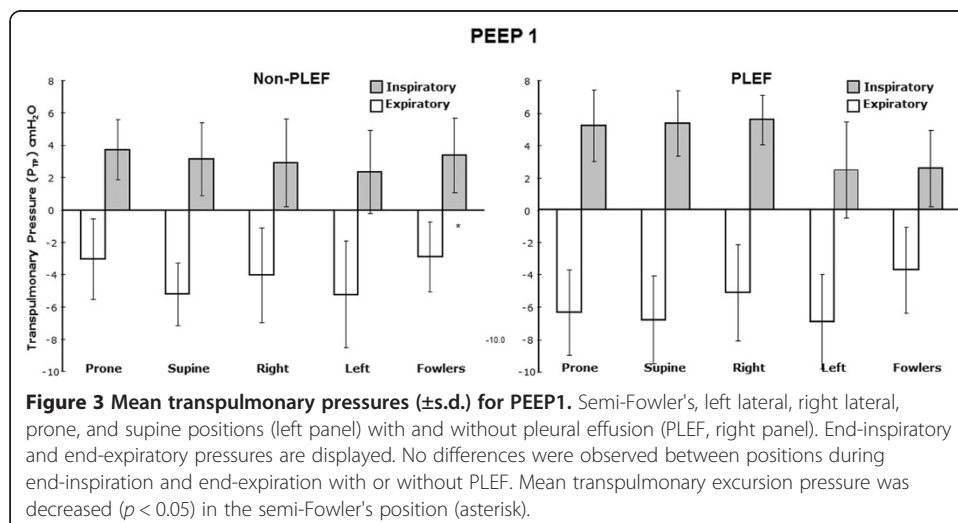 PEEP 1
Non-PLEF
Inspiratory
Expiratory
Transpulmonary Pressure (P_TP) cmH₂O
8
6
4
2
0
-2
-4
-6
-8
-10
*
Prone Supine Right Left Fowlers
PLEF
Inspiratory
Expiratory
8
6
4
2
0
-2
-4
-6
-8
-10
-10.0
Prone Supine Right Left Fowlers
Figure 3 Mean transpulmonary pressures (±s.d.) for PEEP1. Semi-Fowler's, left lateral, right lateral,
prone, and supine positions (left panel) with and without pleural effusion (PLEF, right panel). End-inspiratory
and end-expiratory pressures are displayed. No differences were observed between positions during
end-inspiration and end-expiration with or without PLEF. Mean transpulmonary excursion pressure was
decreased (p < 0.05) in the semi-Fowler's position (asterisk).